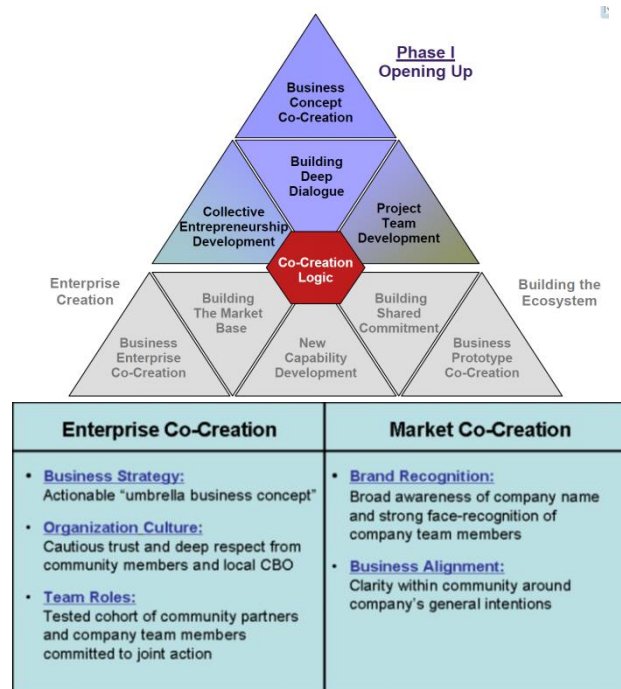 Phase I
Opening Up
Business
Concept
Co-Creation
Building
Deep
Dialogue
Collective
Entrepreneurship
Development
Project
Team
Development
Co-Creation
Logic
Enterprise
Creation
Building the
Ecosystem
Building
The Market
Base
Building
Shared
Commitment
Business
Enterprise
Co-Creation
New
Capability
Development
Business
Prototype
Co-Creation
Enterprise Co-Creation
• Business Strategy:
Actionable “umbrella business concept”
• Organization Culture:
Cautious trust and deep respect from
community members and local CBO
• Team Roles:
Tested cohort of community partners
and company team members
committed to joint action
Market Co-Creation
• Brand Recognition:
Broad awareness of company name
and strong face-recognition of
company team members
• Business Alignment:
Clarity within community around
company’s general intentions